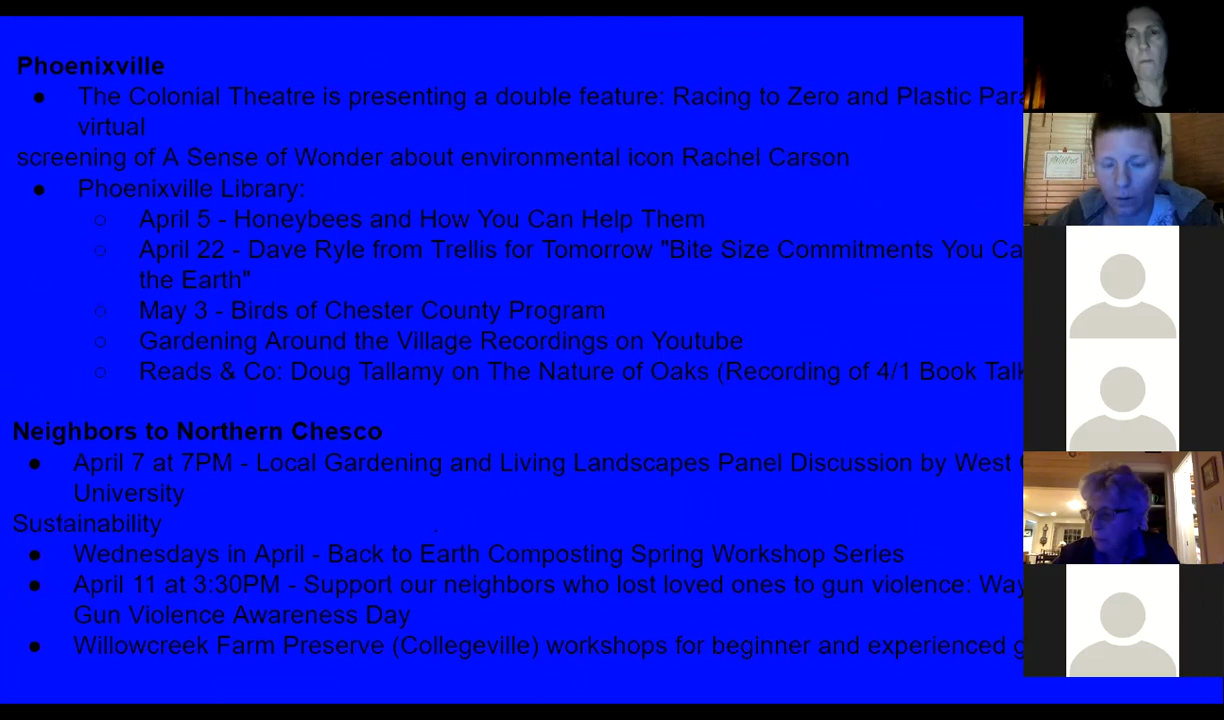 Phoenixville
● The Colonial Theatre is presenting a double feature: Racing to Zero and Plastic
virtual
screening of A Sense of Wonder about environmental icon Rachel Carson
● Phoenixville Library:
○ April 5 - Honeybees and How You Can Help Them
○ April 22 - Dave Ryle from Trellis for Tomorrow "Bite Size Commitments You
the Earth"
○ May 3 - Birds of Chester County Program
○ Gardening Around the Village Recordings on Youtube
○ Reads & Co: Doug Tallamy on The Nature of Oaks (Recording of 4/1 Book Talk
Neighbors to Northern Chesco
● April 7 at 7PM - Local Gardening and Living Landscapes Panel Discussion by West
University
Sustainability
● Wednesdays in April - Back to Earth Composting Spring Workshop Series
● April 11 at 3:30PM - Support our neighbors who lost loved ones to gun violence:
Gun Violence Awareness Day
● Willowcreek Farm Preserve (Collegeville) workshops for beginner and experienced